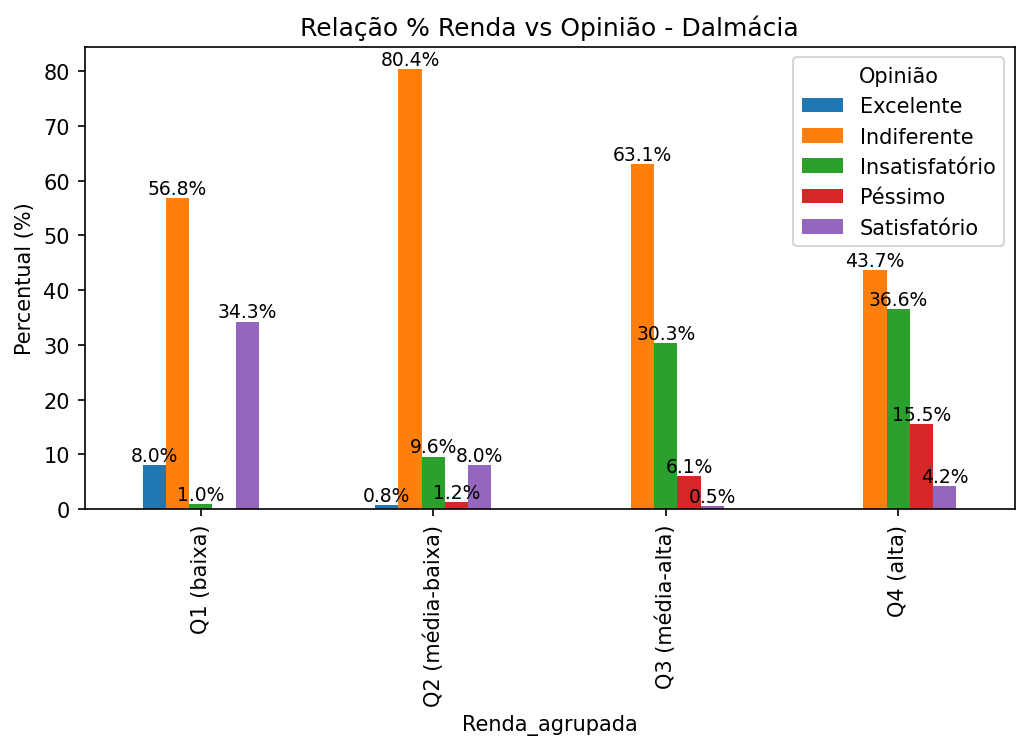 Relação % Renda vs Opinião - Dalmácia
Percentual (%)
80
70
60
50
40
30
20
10
0
Opinião
Excelente
Indiferente
Insatisfatório
Péssimo
Satisfatório
8.0%
56.8%
1.0%
34.3%
0.8%
80.4%
9.6%
1.2%
8.0%
63.1%
30.3%
6.1%
0.5%
43.7%
36.6%
15.5%
4.2%
Q1 (baixa)
Q2 (média-baixa)
Q3 (média-alta)
Q4 (alta)
Renda_agrupada